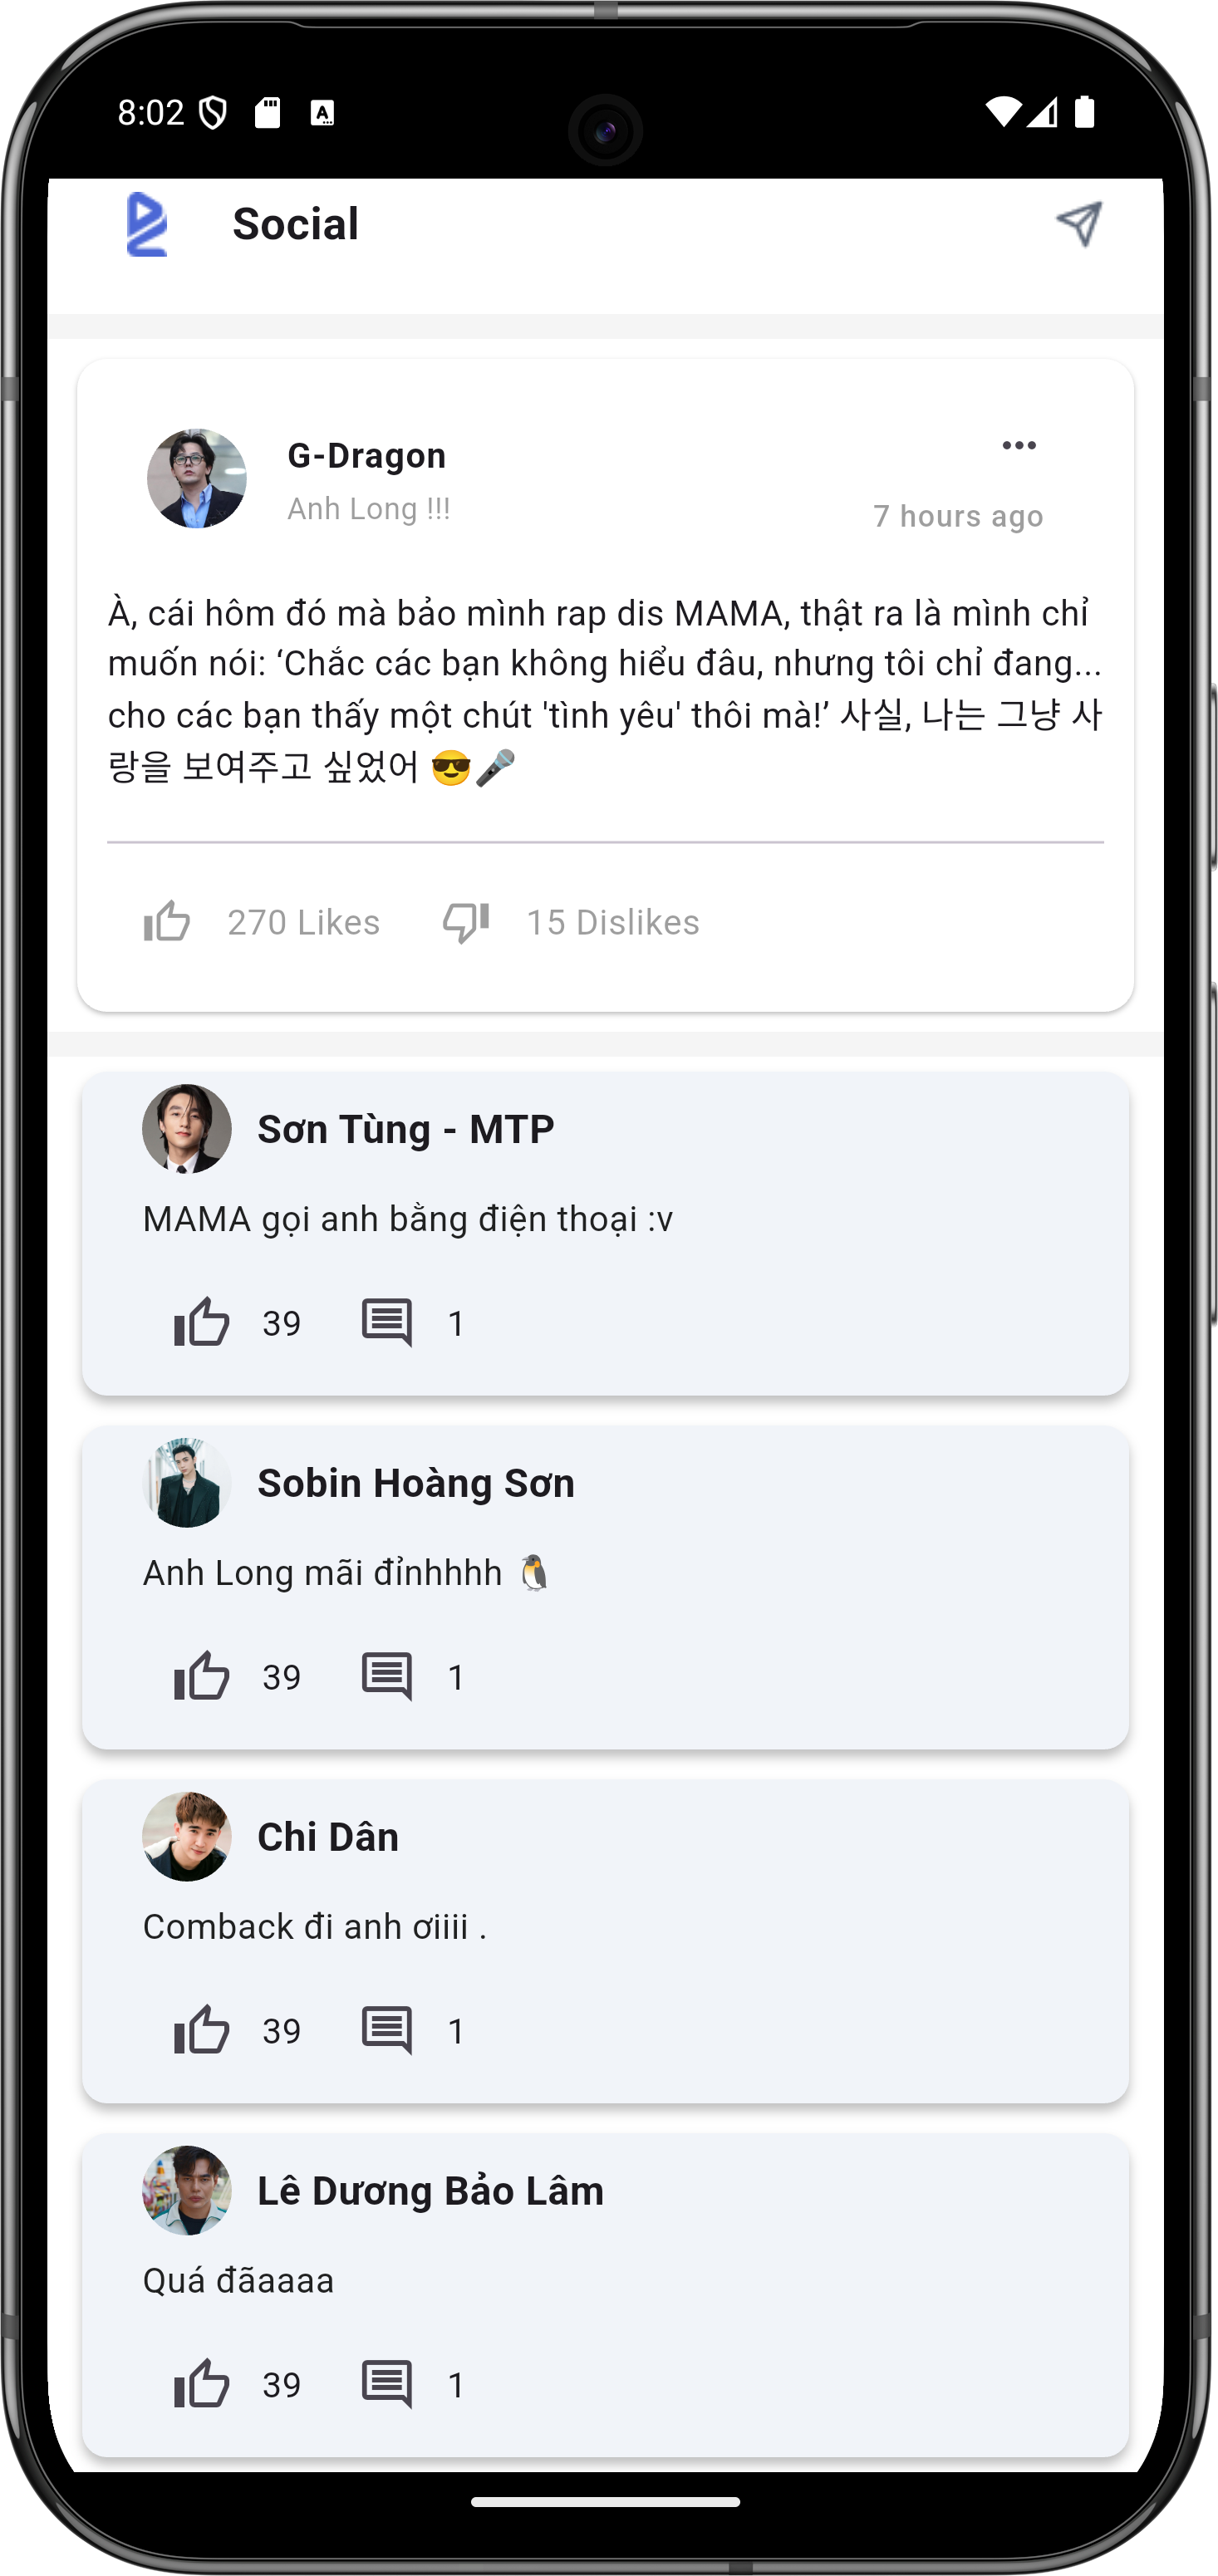 8:02
Social
G-Dragon
Anh Long !!!
7 hours ago
À, cái hôm đó mà bảo mình rap dis MAMA, thật ra là mình chỉ
muốn nói: ‘Chắc các bạn không hiểu đâu, nhưng tôi chỉ đang...
cho các bạn thấy một chút 'tình yêu' thôi mà!’ 사실, 나는 그냥 사
랑을 보여주고 싶었어 😎🎤
270 Likes 15 Dislikes
Sơn Tùng - MTP
MAMA gọi anh bằng điện thoại :v
39 1
Sobin Hoàng Sơn
Anh Long mãi đỉnhhhh 🐧
39 1
Chi Dân
Comback đi anh ơiiii .
39 1
Lê Dương Bảo Lâm
Quá đãaaaa
39 1